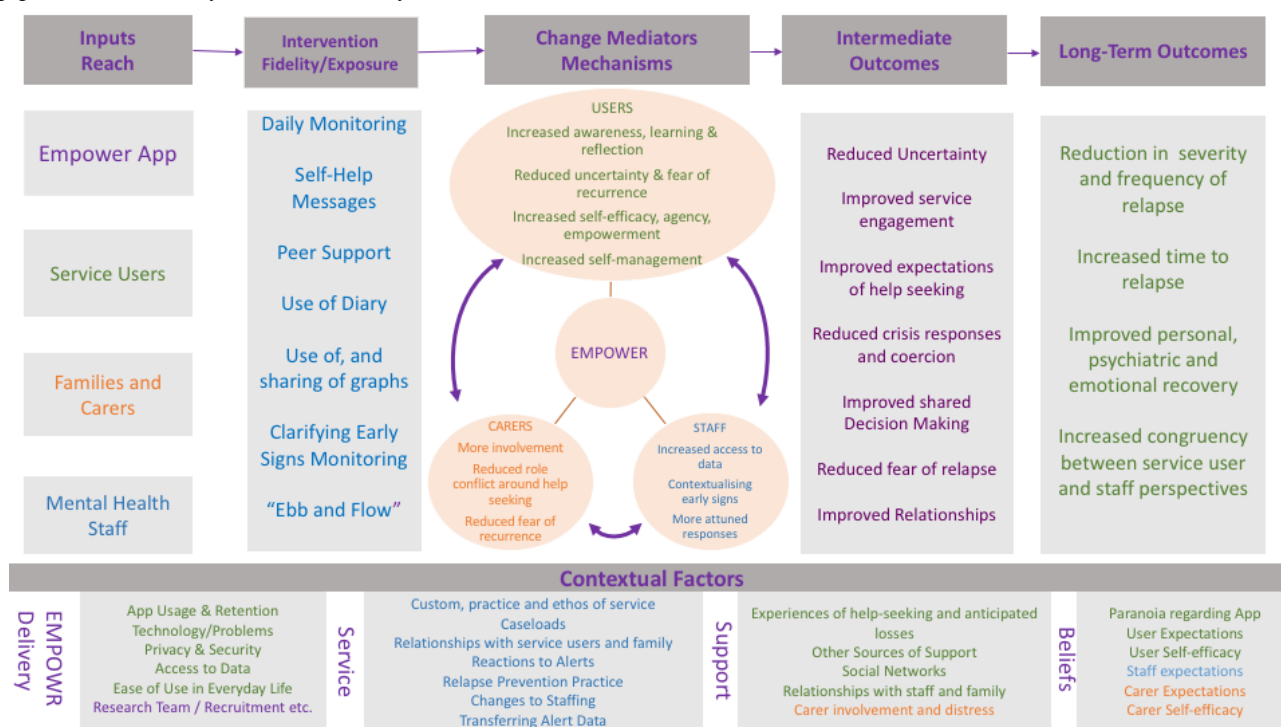 Inputs
Reach
Intervention
Fidelity/Exposure
Change Mediators
Mechanisms
Intermediate
Outcomes
Long-Term Outcomes
Empower App
Service Users
Families and
Carers
Mental Health
Staff
Daily Monitoring
Self-Help
Messages
Peer Support
Use of Diary
Use of, and
sharing of graphs
Clarifying Early
Signs Monitoring
“Ebb and Flow”
USERS
Increased awareness, learning &
reflection
Reduced uncertainty & fear of
recurrence
Increased self-efficacy, agency,
empowerment
Increased self-management
EMPOWER
CARERS
More involvement
Reduced role
conflict around help
seeking
Reduced fear of
recurrence
STAFF
Increased access to
data
Contextualising
early signs
More attuned
responses
Reduced Uncertainty
Improved service
engagement
Improved expectations
of help seeking
Reduced crisis responses
and coercion
Improved shared
Decision Making
Reduced fear of relapse
Improved Relationships
Reduction in severity
and frequency of
relapse
Increased time to
relapse
Improved personal,
psychiatric and
emotional recovery
Increased congruency
between service user
and staff perspectives
Contextual Factors
EMPOWR
Delivery
App Usage & Retention
Technology/Problems
Privacy & Security
Access to Data
Ease of Use in Everyday Life
Research Team / Recruitment etc.
Service
Custom, practice and ethos of service
Caseloads
Relationships with service users and family
Reactions to Alerts
Relapse Prevention Practice
Changes to Staffing
Transferring Alert Data
Support
Experiences of help-seeking and anticipated
losses
Other Sources of Support
Social Networks
Relationships with staff and family
Carer involvement and distress
Beliefs
Paranoia regarding App
User Expectations
User Self-efficacy
Staff expectations
Carer Expectations
Carer Self-efficacy